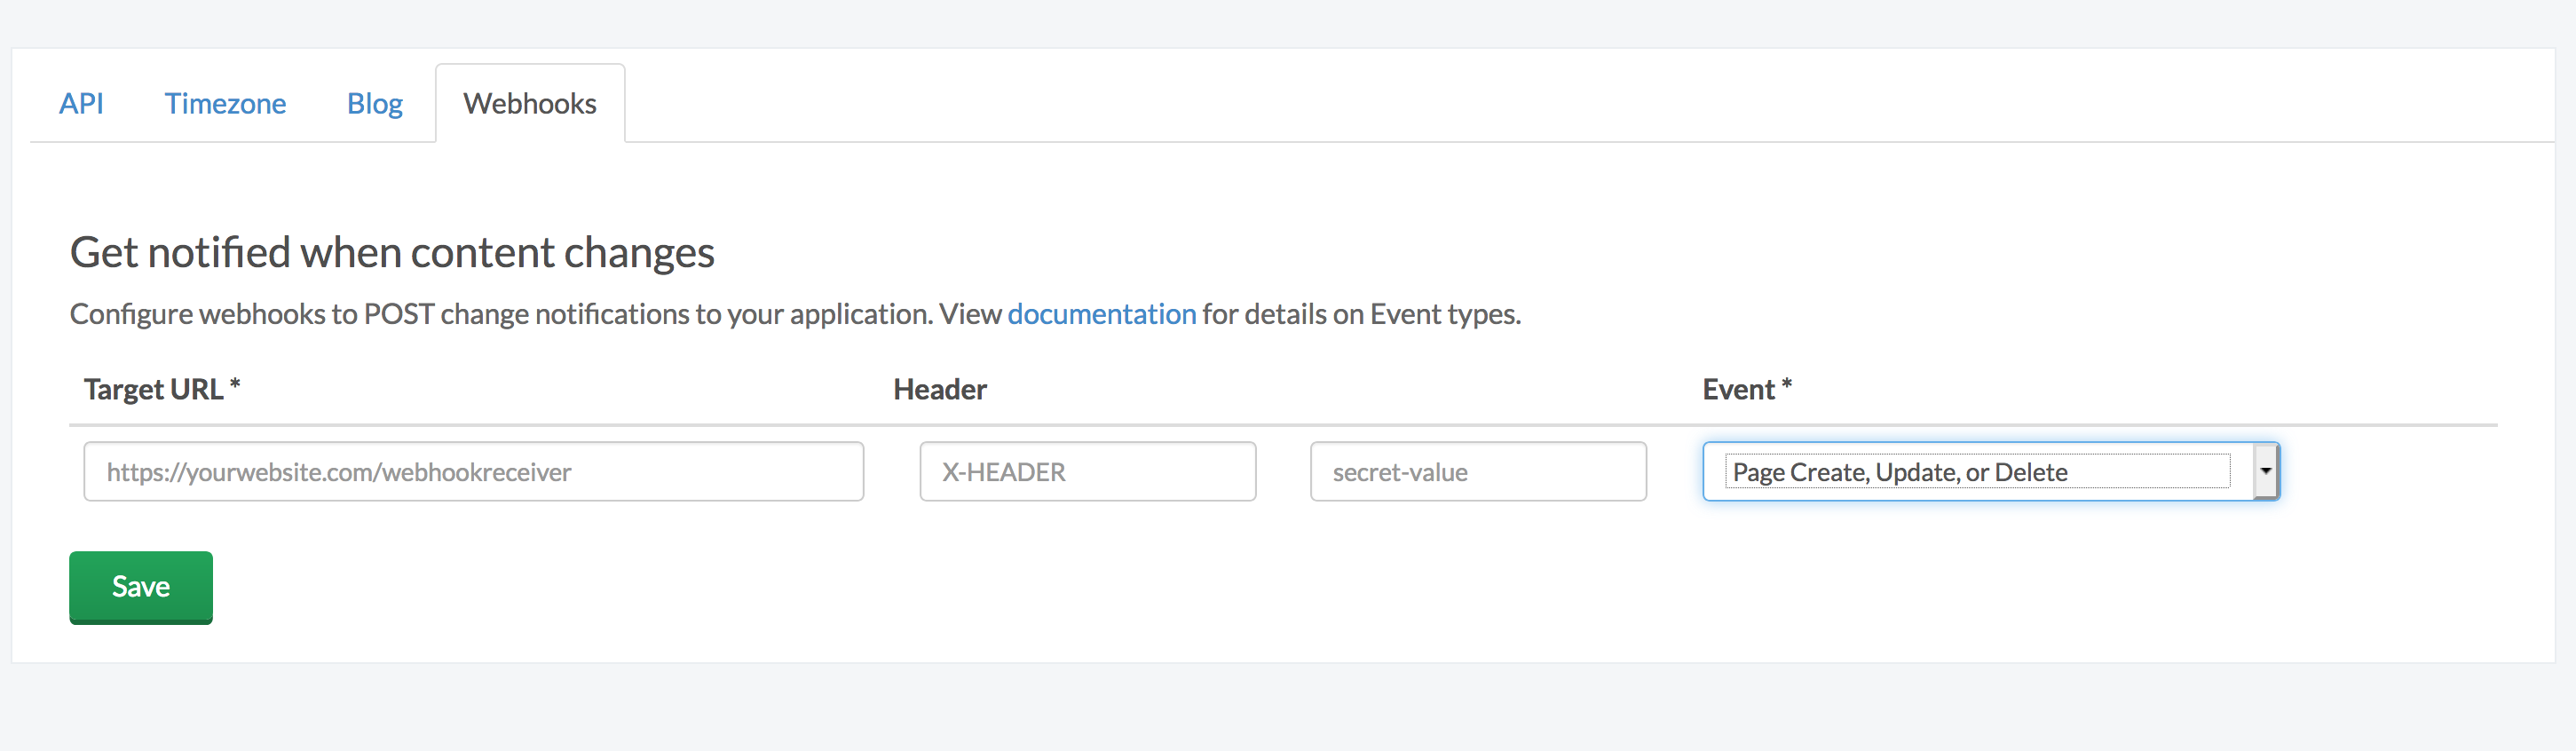 API Timezone Blog Webhooks
Get notified when content changes
Configure webhooks to POST change notifications to your application. View documentation for details on Event types.
Target URL * Header Event *
https://yourwebsite.com/webhookreceiver X-HEADER secret-value Page Create, Update, or Delete
Save